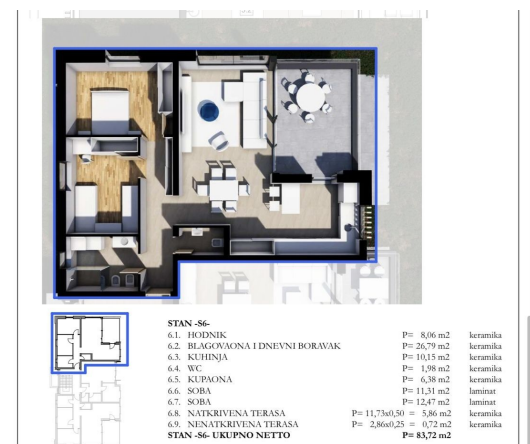 STAN -S6-
6.1. HODNIK P= 8,06 m2 keramika
6.2. BLAGOVAONA I DNEVNI BORAVAK P= 26,79 m2 keramika
6.3. KUHINJA P= 10,15 m2 keramika
6.4. WC P= 1,98 m2 keramika
6.5. KUPAONA P= 6,38 m2 keramika
6.6. SOBA P= 11,31 m2 laminat
6.7. SOBA P= 12,47 m2 laminat
6.8. NATKRIVENA TERASA P= 11,73x0,50 = 5,86 m2 keramika
6.9. NENATKRIVENA TERASA P= 2,86x0,25 = 0,72 m2 keramika
STAN -S6- UKUPNO NETTO P= 83,72 m2